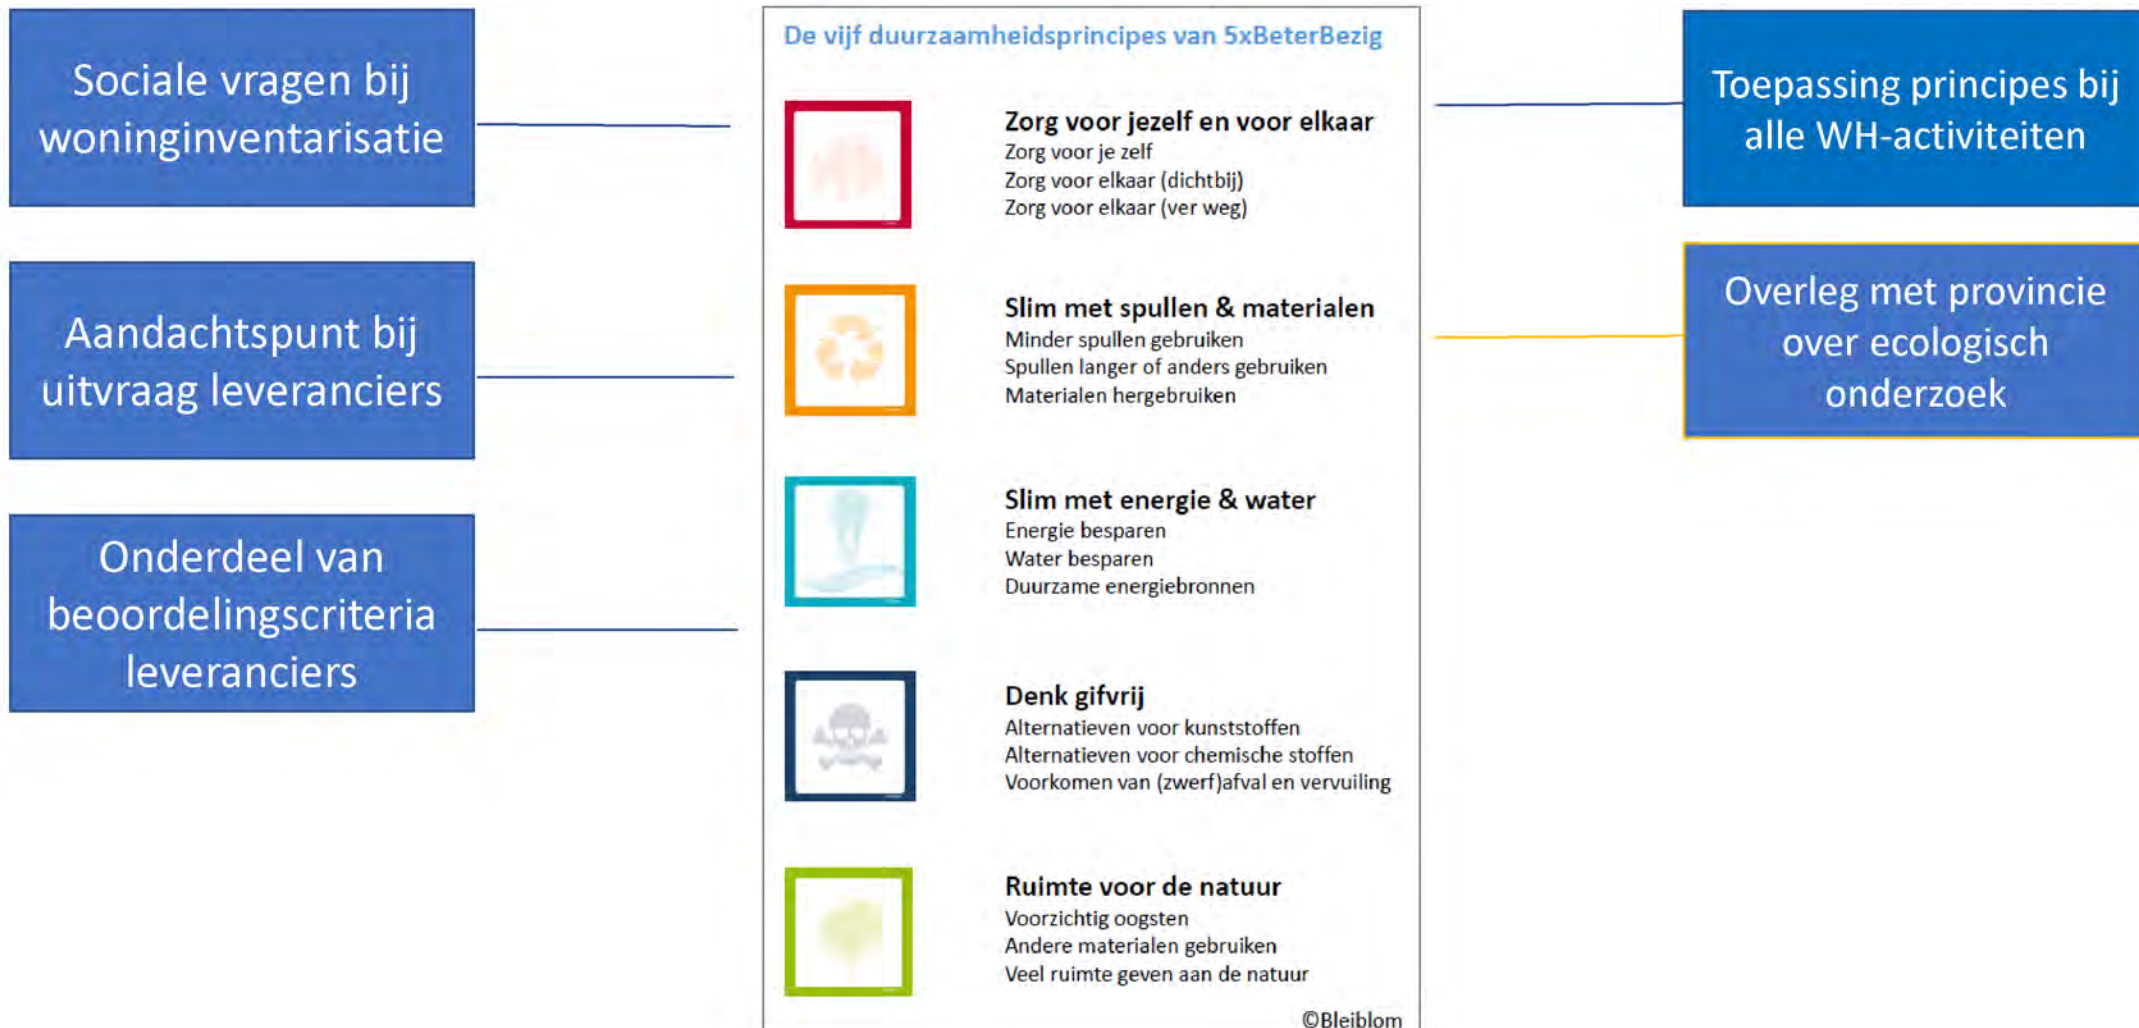 Sociale vragen bij
woninginventarisatie
Aandachtspunt bij
uitvraag leveranciers
Onderdeel van
beoordelingscriteria
leveranciers
De vijf duurzaamheidsprincipes van 5xBeterBezig
Zorg voor jezelf en voor elkaar
Zorg voor je zelf
Zorg voor elkaar (dichtbij)
Zorg voor elkaar (ver weg)
Slim met spullen & materialen
Minder spullen gebruiken
Spullen langer of anders gebruiken
Materialen hergebruiken
Slim met energie & water
Energie besparen
Water besparen
Duurzame energiebronnen
Denk gifvrij
Alternatieven voor kunststoffen
Alternatieven voor chemische stoffen
Voorkomen van (zwerf)afval en vervuiling
Ruimte voor de natuur
Voorzichtig oogsten
Andere materialen gebruiken
Veel ruimte geven aan de natuur
©Bleiblom
Toepassing principes bij
alle WH-activiteiten
Overleg met provincie
over ecologisch
onderzoek